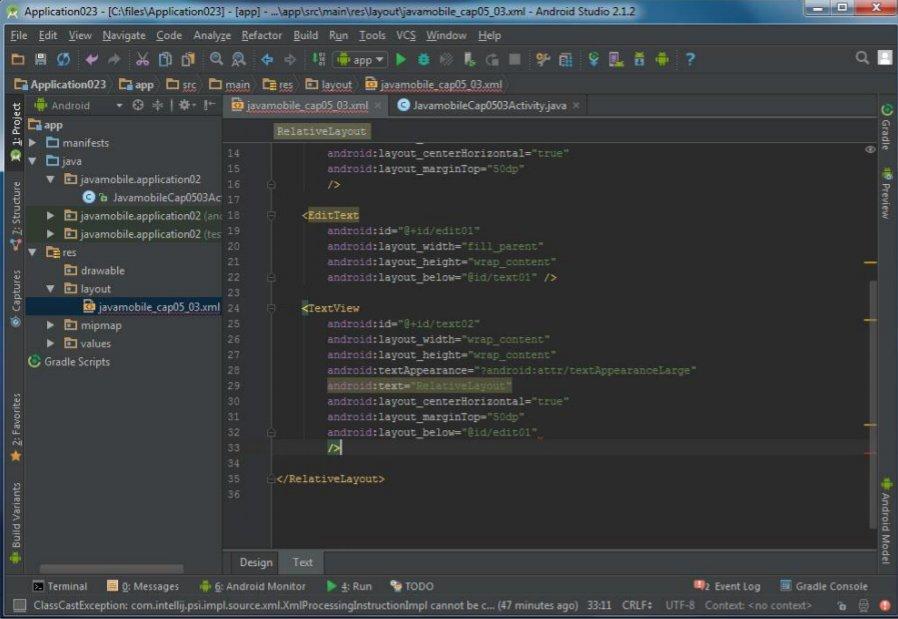 Application023 - [C:\files\Application023] - [app] - ...\app\src\main\res\layout\javamobile_cap05_03.xml - Android Studio 2.1.2
File Edit View Navigate Code Analyze Refactor Build Run Tools VCS Window Help
app
Application023 app src main res layout javamobile_cap05_03.xml
Android
javamobile_cap05_03.xml JavamobileCap0503Activity.java
RelativeLayout
1: Project
7: Structure
Captures
2: Favorites
Build Variants
app
manifests
java
javamobile.application02
JavamobileCap0503Ac
javamobile.application02 (an
javamobile.application02 (tes
res
drawable
layout
javamobile_cap05_03.xml
mipmap
values
Gradle Scripts
14 android:layout_centerHorizontal="true"
15 android:layout_marginTop="50dp"
16 />
17
18 <EditText
19 android:id="@+id/edit01"
20 android:layout_width="fill_parent"
21 android:layout_height="wrap_content"
22 android:layout_below="@id/text01" />
23
24 <TextView
25 android:id="@+id/text02"
26 android:layout_width="wrap_content"
27 android:layout_height="wrap_content"
28 android:textAppearance="?android:attr/textAppearanceLarge"
29 android:text="RelativeLayout"
30 android:layout_centerHorizontal="true"
31 android:layout_marginTop="50dp"
32 android:layout_below="@id/edit01"
33 />
34
35 </RelativeLayout>
36
Gradle
Preview
Android Model
Design Text
Terminal 0: Messages 6: Android Monitor 4: Run TODO 2 Event Log Gradle Console
ClassCastException: com.intellij.psi.impl.source.xml.XmlProcessingInstructionImpl cannot be c... (47 minutes ago) 33:11 CRLF UTF-8 Context: <no context>